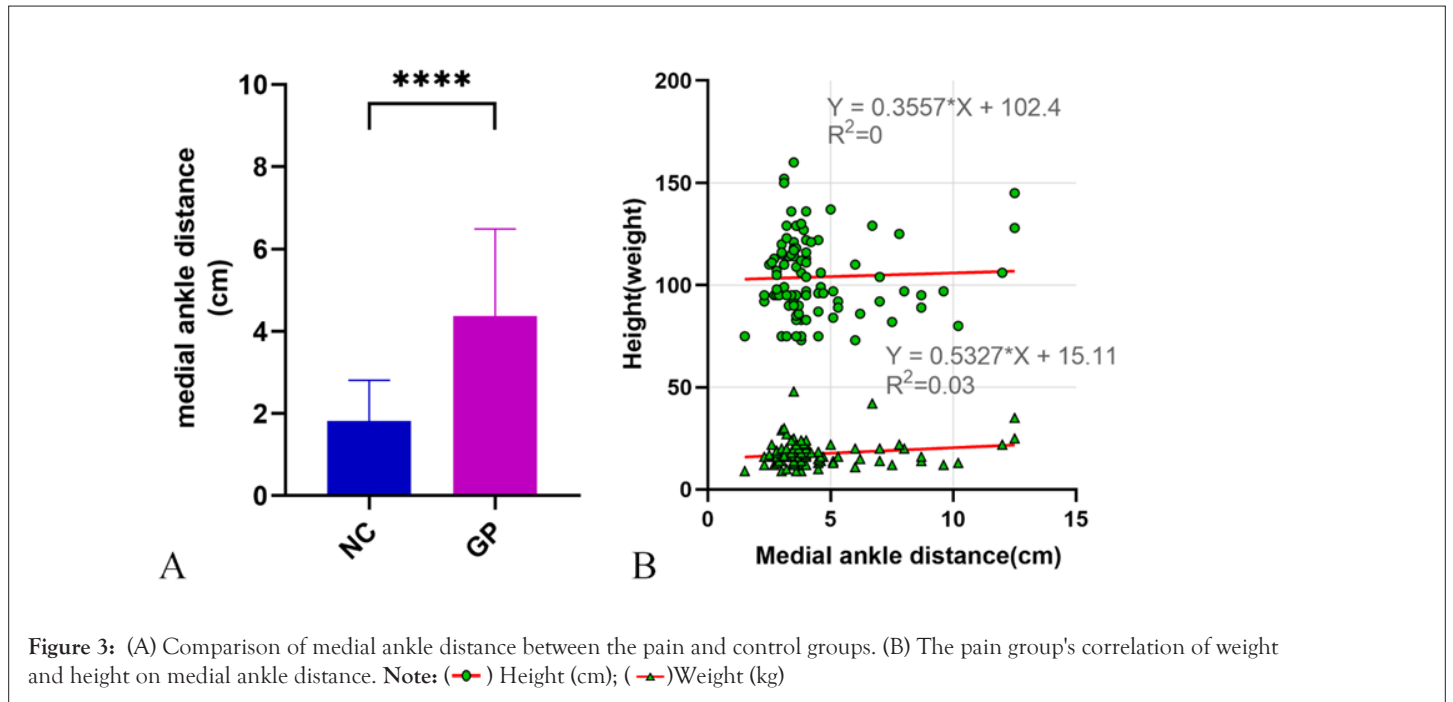 10
8
6
4
2
0
medial ankle distance
(cm)
****
NC
GP
A
200
150
100
50
0
Height(weight)
Y = 0.3557*X + 102.4
R²=0
Y = 0.5327*X + 15.11
R²=0.03
0
5
10
15
Medial ankle distance(cm)
B
Figure 3: (A) Comparison of medial ankle distance between the pain and control groups. (B) The pain group's correlation of weight
and height on medial ankle distance. Note: ( ) Height (cm); ( )Weight (kg)